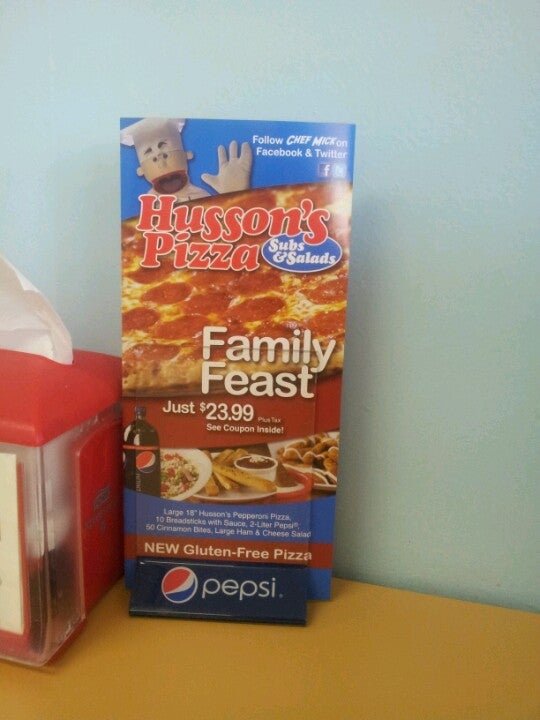 Follow CHEF MICK on
Facebook & Twitter
f
Husson's
Pizza
Subs
& Salads
Family
Feast
Just $23.99 Plus Tax
See Coupon Inside!
Large 18" Husson's Pepperoni Pizza,
10 Breadsticks with Sauce, 2-Liter Pepsi®,
50 Cinnamon Bites, Large Ham & Cheese Salad
NEW Gluten-Free Pizza
pepsi